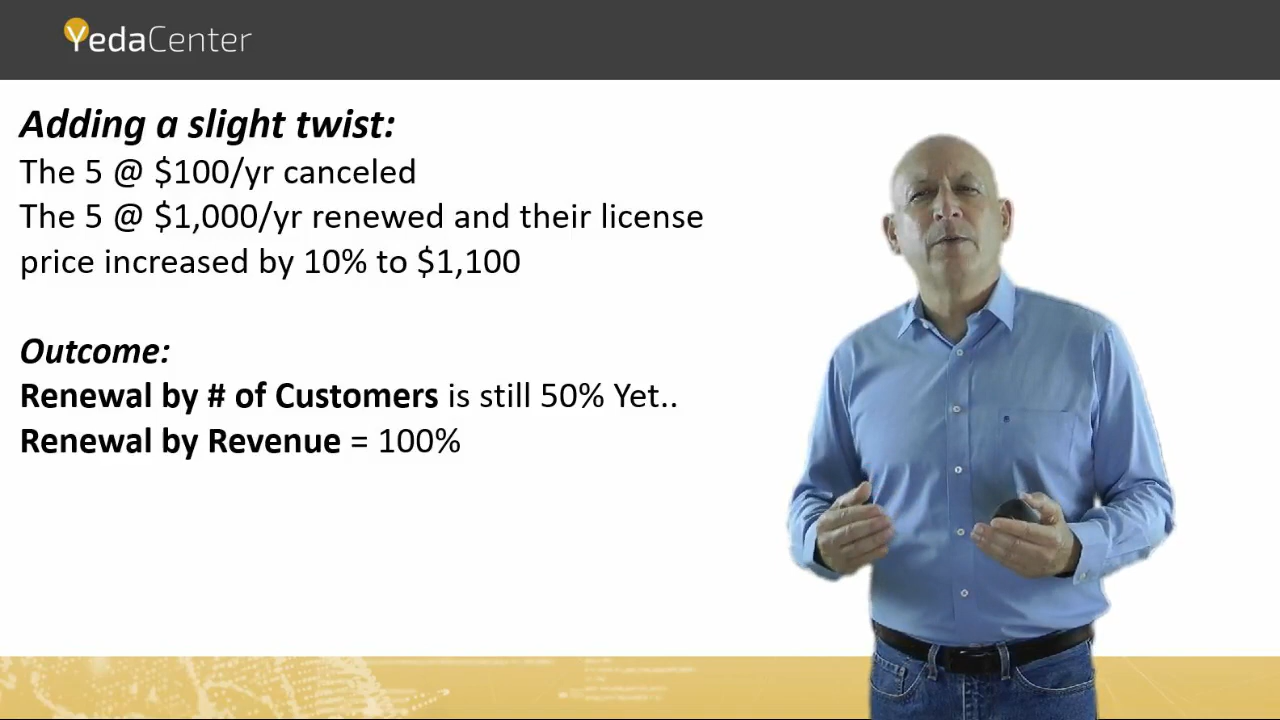 YedaCenter
Adding a slight twist:
The 5 @ $100/yr canceled
The 5 @ $1,000/yr renewed and their license
price increased by 10% to $1,100
Outcome:
Renewal by # of Customers is still 50% Yet..
Renewal by Revenue = 100%